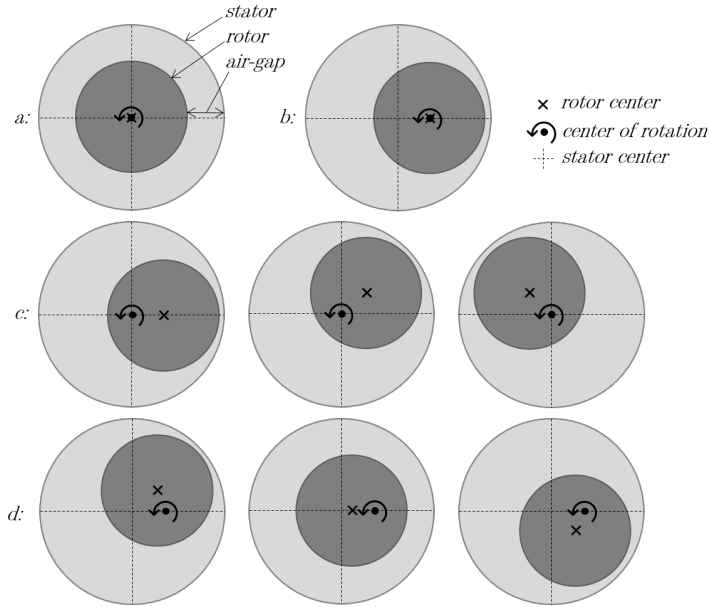 stator
rotor
air-gap
a:
b:
rotor center
center of rotation
stator center
c:
d: